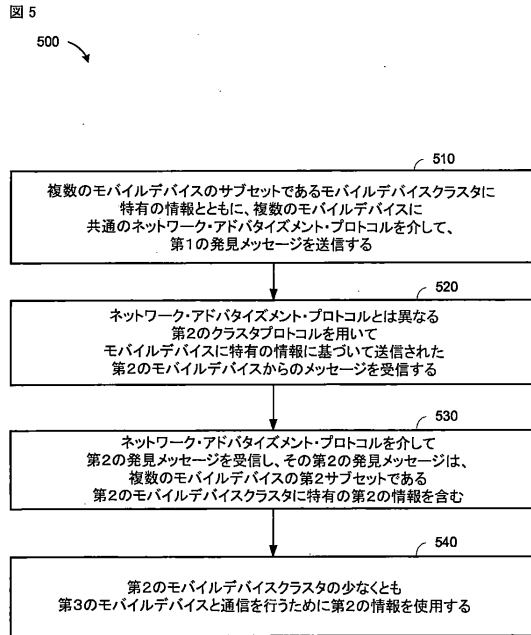 図 5
500
510
複数のモバイルデバイスのサブセットであるモバイルデバイスクラスタに
特有の情報とともに、複数のモバイルデバイスに
共通のネットワーク・アドバタイズメント・プロトコルを介して、
第1の発見メッセージを送信する
520
ネットワーク・アドバタイズメント・プロトコルとは異なる
第2のクラスタプロトコルを用いて
モバイルデバイスに特有の情報に基づいて送信された
第2のモバイルデバイスからのメッセージを受信する
530
ネットワーク・アドバタイズメント・プロトコルを介して
第2の発見メッセージを受信し、その第2の発見メッセージは、
複数のモバイルデバイスの第2サブセットである
第2のモバイルデバイスクラスタに特有の第2の情報を含む
540
第2のモバイルデバイスクラスタの少なくとも
第3のモバイルデバイスと通信を行うために第2の情報を使用する